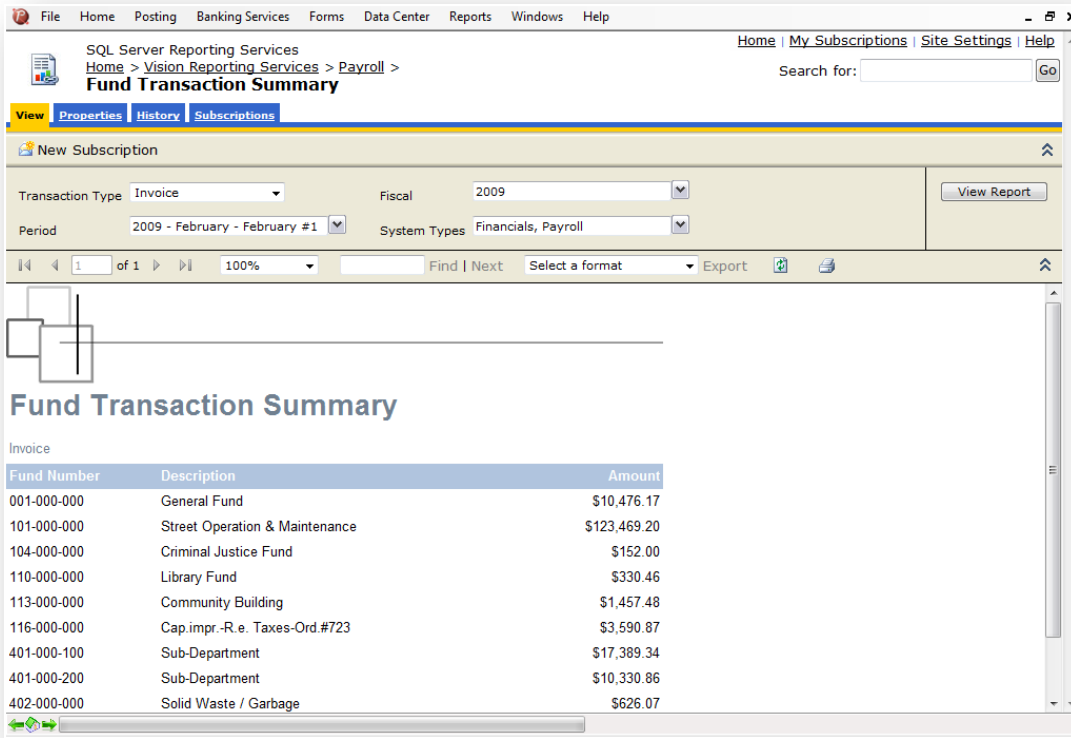 File Home Posting Banking Services Forms Data Center Reports Windows Help
Home | My Subscriptions | Site Settings | Help
SQL Server Reporting Services
Home > Vision Reporting Services > Payroll >
Fund Transaction Summary
Search for: Go
View Properties History Subscriptions
New Subscription
Transaction Type Invoice Fiscal 2009 View Report
Period 2009 - February - February #1 System Types Financials, Payroll
1 of 1 100% Find | Next Select a format Export
Fund Transaction Summary
Invoice
Fund Number Description Amount
001-000-000 General Fund $10,476.17
101-000-000 Street Operation & Maintenance $123,469.20
104-000-000 Criminal Justice Fund $152.00
110-000-000 Library Fund $330.46
113-000-000 Community Building $1,457.48
116-000-000 Cap.impr.-R.e. Taxes-Ord.#723 $3,590.87
401-000-100 Sub-Department $17,389.34
401-000-200 Sub-Department $10,330.86
402-000-000 Solid Waste / Garbage $626.07